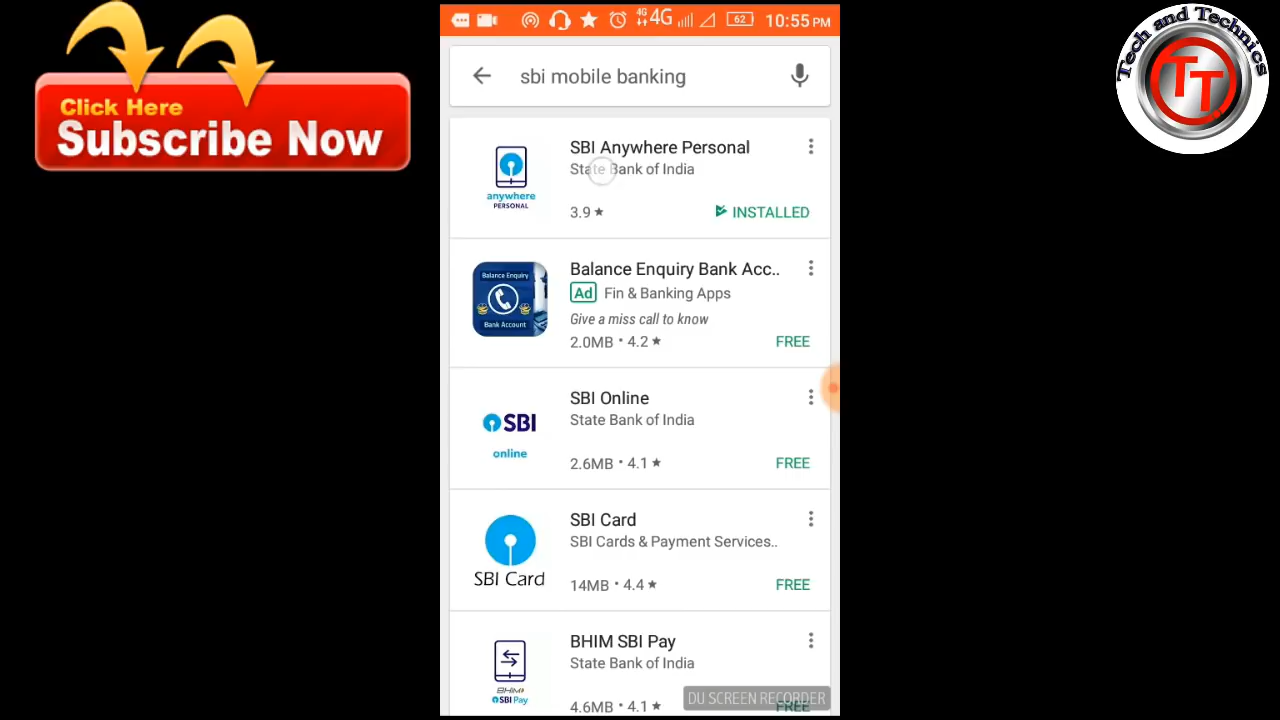 Click Here
Subscribe Now
Tech and Technics
TT
4G 4G 62 10:55 PM
sbi mobile banking
SBI Anywhere Personal
State Bank of India
anywhere
PERSONAL
3.9 ★ INSTALLED
Balance Enquiry
Bank Account
Balance Enquiry Bank Acc..
Ad Fin & Banking Apps
Give a miss call to know
2.0MB • 4.2 ★ FREE
SBI
online
SBI Online
State Bank of India
2.6MB • 4.1 ★ FREE
SBI Card
SBI Card
SBI Cards & Payment Services..
14MB • 4.4 ★ FREE
BHIM
SBI Pay
BHIM SBI Pay
State Bank of India
4.6MB • 4.1 ★ FREE
DU SCREEN RECORDER